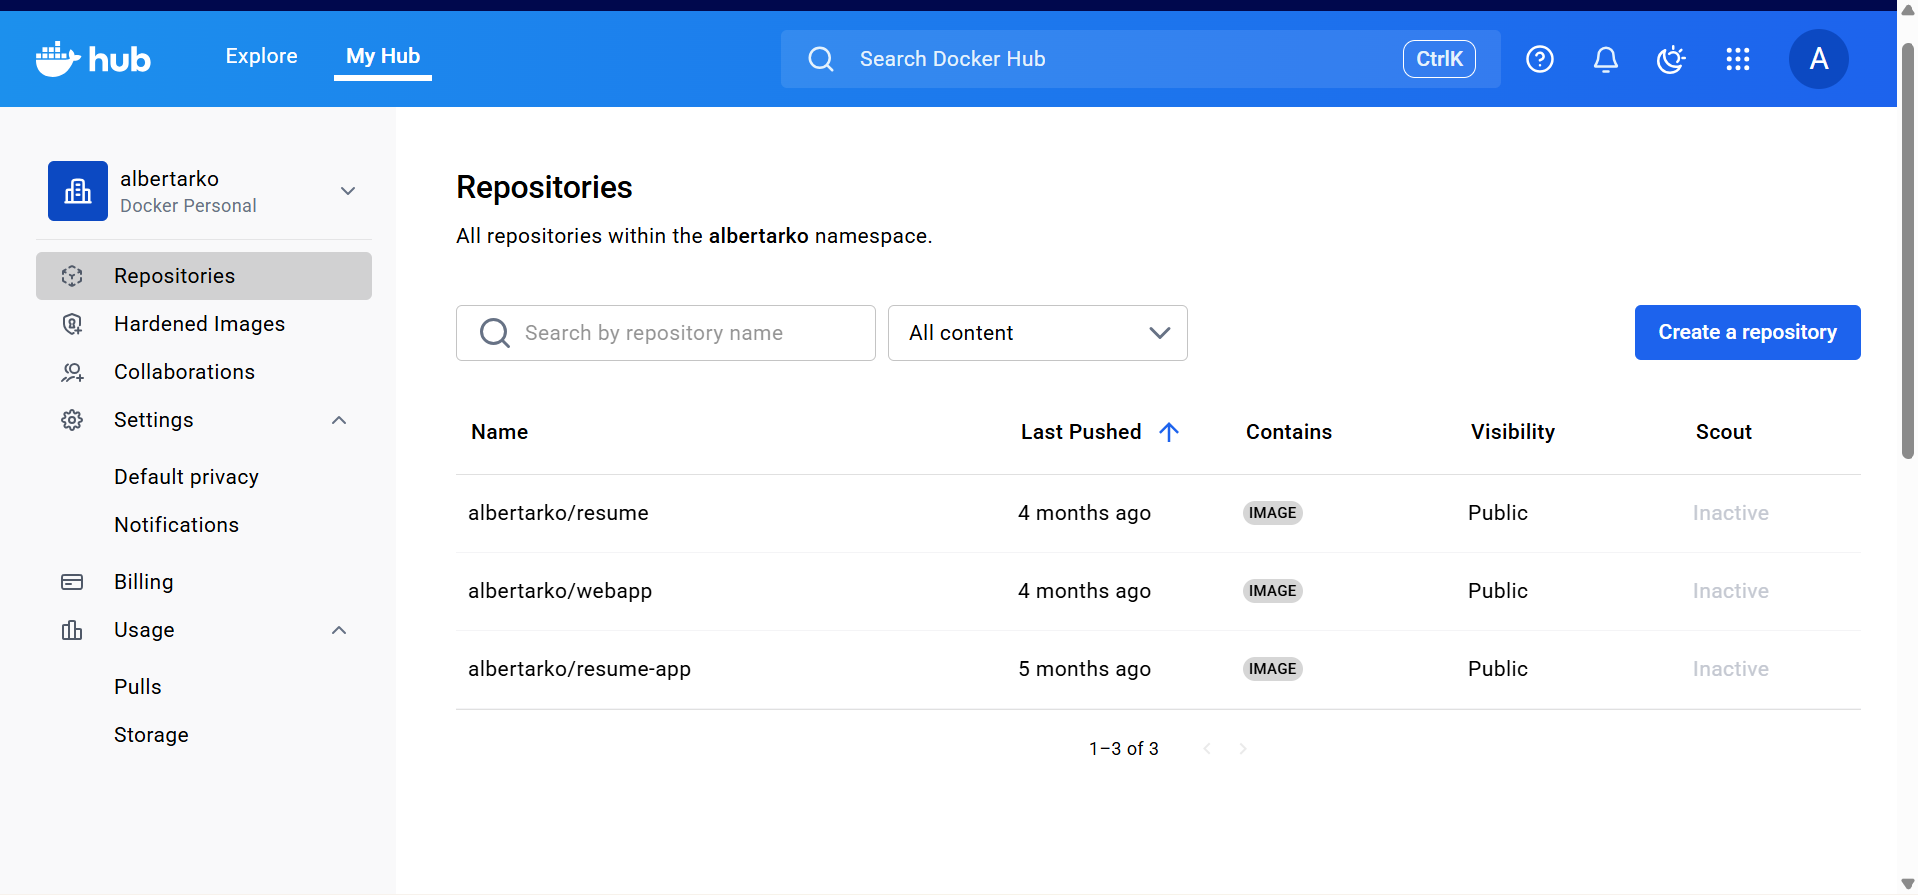 hub
Explore
My Hub
Search Docker Hub
CtrlK
A
albertarko
Docker Personal
Repositories
Hardened Images
Collaborations
Settings
Default privacy
Notifications
Billing
Usage
Pulls
Storage
Repositories
All repositories within the albertarko namespace.
Search by repository name
All content
Create a repository
Name Last Pushed Contains Visibility Scout
albertarko/resume 4 months ago IMAGE Public Inactive
albertarko/webapp 4 months ago IMAGE Public Inactive
albertarko/resume-app 5 months ago IMAGE Public Inactive
1–3 of 3